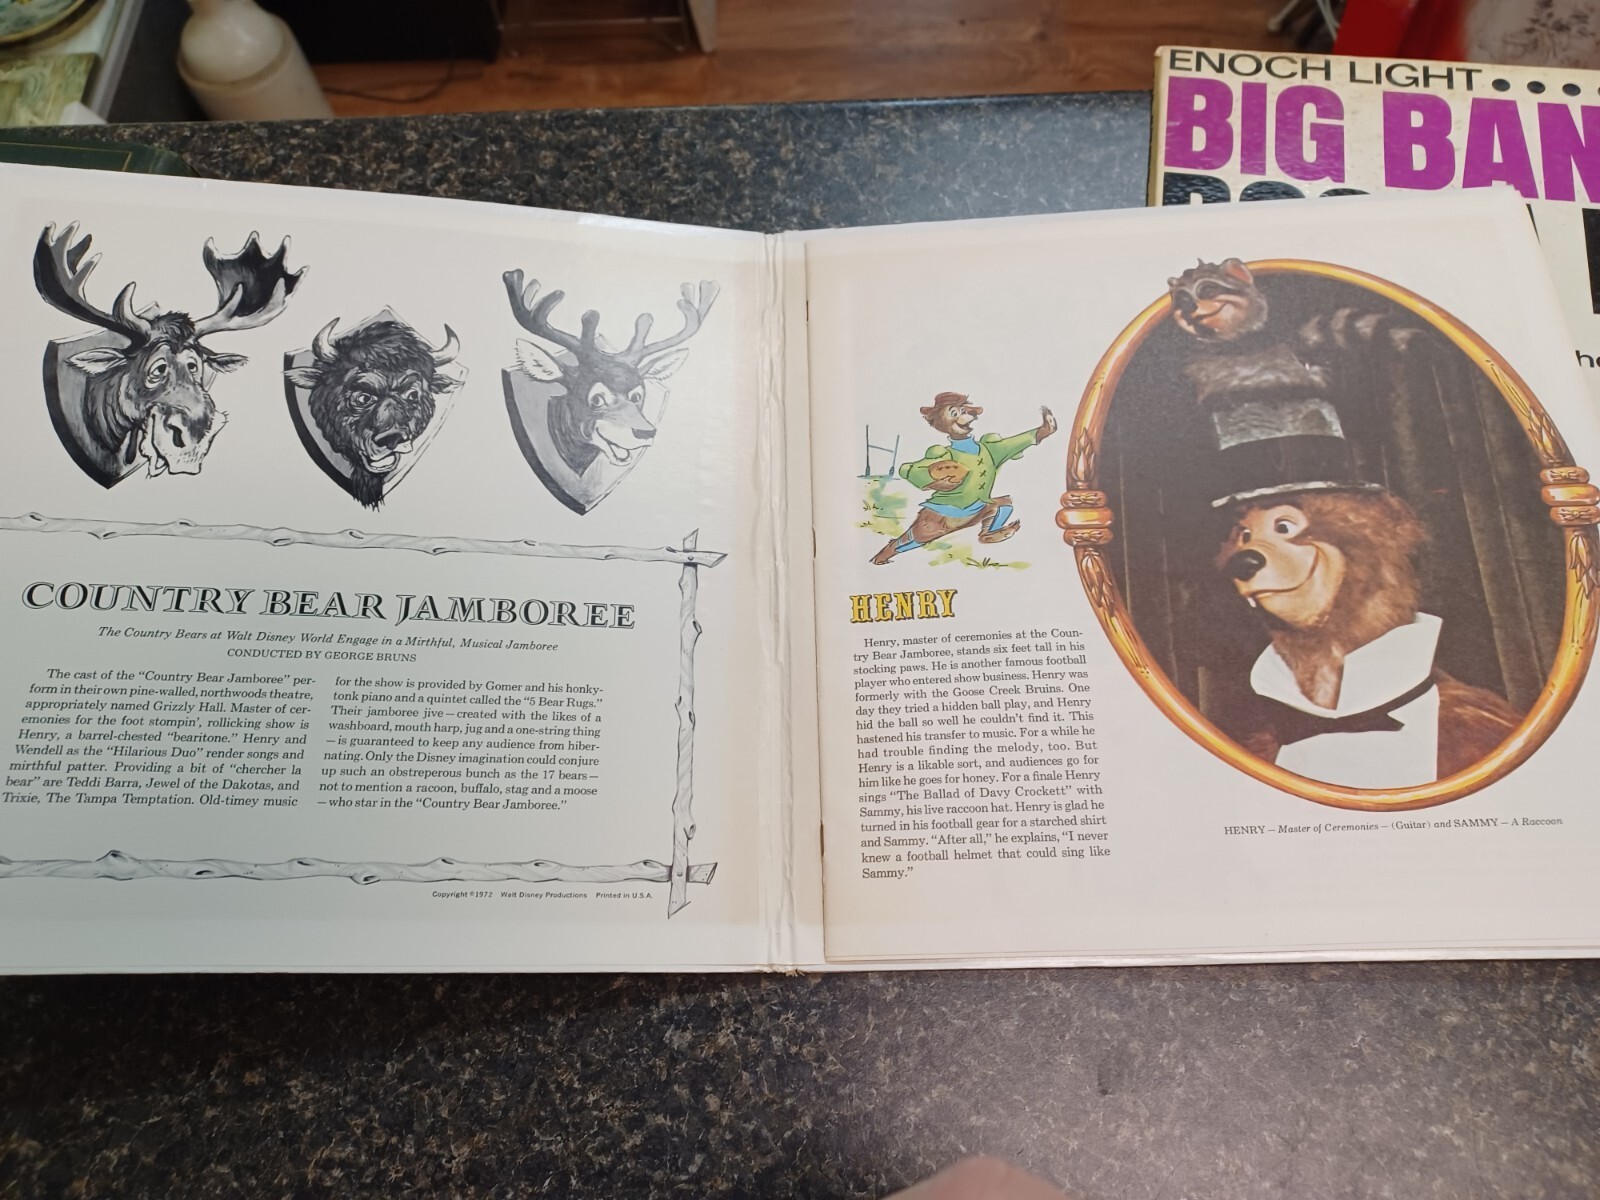 ENOCH LIGHT
BIG BAN
COUNTRY BEAR JAMBOREE
The Country Bears at Walt Disney World Engage in a Mirthful, Musical Jamboree
CONDUCTED BY GEORGE BRUNS
The cast of the “Country Bear Jamboree” per-
form in their own pine-walled, northwoods theatre,
appropriately named Grizzly Hall. Master of cer-
emonies for the foot stompin’, rollicking show is
Henry, a barrel-chested “bearitone.” Henry and
Wendell as the “Hilarious Duo” render songs and
mirthful patter. Providing a bit of “chercher la
bear” are Teddi Barra, Jewel of the Dakotas, and
Trixie, The Tampa Temptation. Old-timey music
for the show is provided by Gomer and his honky-
tonk piano and a quintet called the “5 Bear Rugs.”
Their jamboree jive—created with the likes of a
washboard, mouth harp, jug and a one-string thing
—is guaranteed to keep any audience from hiber-
nating. Only the Disney imagination could conjure
up such an obstreperous bunch as the 17 bears—
not to mention a racoon, buffalo, stag and a moose
—who star in the “Country Bear Jamboree.”
Copyright ©1972 Walt Disney Productions Printed in U.S.A.
HENRY
Henry, master of ceremonies at the Coun-
try Bear Jamboree, stands six feet tall in his
stocking paws. He is another famous football
player who entered show business. Henry was
formerly with the Goose Creek Bruins. One
day they tried a hidden ball play, and Henry
hid the ball so well he couldn’t find it. This
hastened his transfer to music. For a while he
had trouble finding the melody, too. But
Henry is a likable sort, and audiences go for
him like he goes for honey. For a finale Henry
sings “The Ballad of Davy Crockett” with
Sammy, his live raccoon hat. Henry is glad he
turned in his football gear for a starched shirt
and Sammy. “After all,” he explains, “I never
knew a football helmet that could sing like
Sammy.”
HENRY — Master of Ceremonies — (Guitar) and SAMMY — A Raccoon